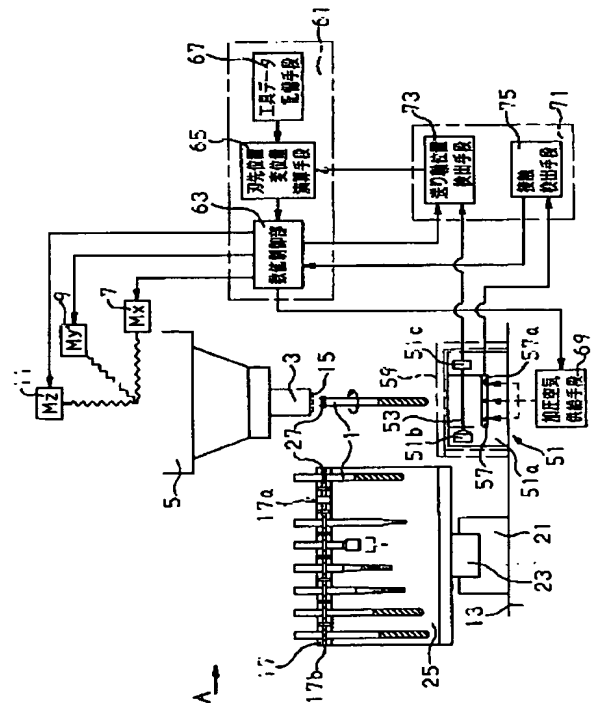 61
67
工具データ
記憶手段
65
刃先位置
変位量
演算手段
63
数値制御部
73
送り軸位置
検出手段
75
接触
検出手段
71
11
Mz
9
My
7
Mx
5
3
15
27
1
59
51c
53
51b
57a
57
51a
51
加圧空気
供給手段
69
17
17a
17b
25
23
21
13
A